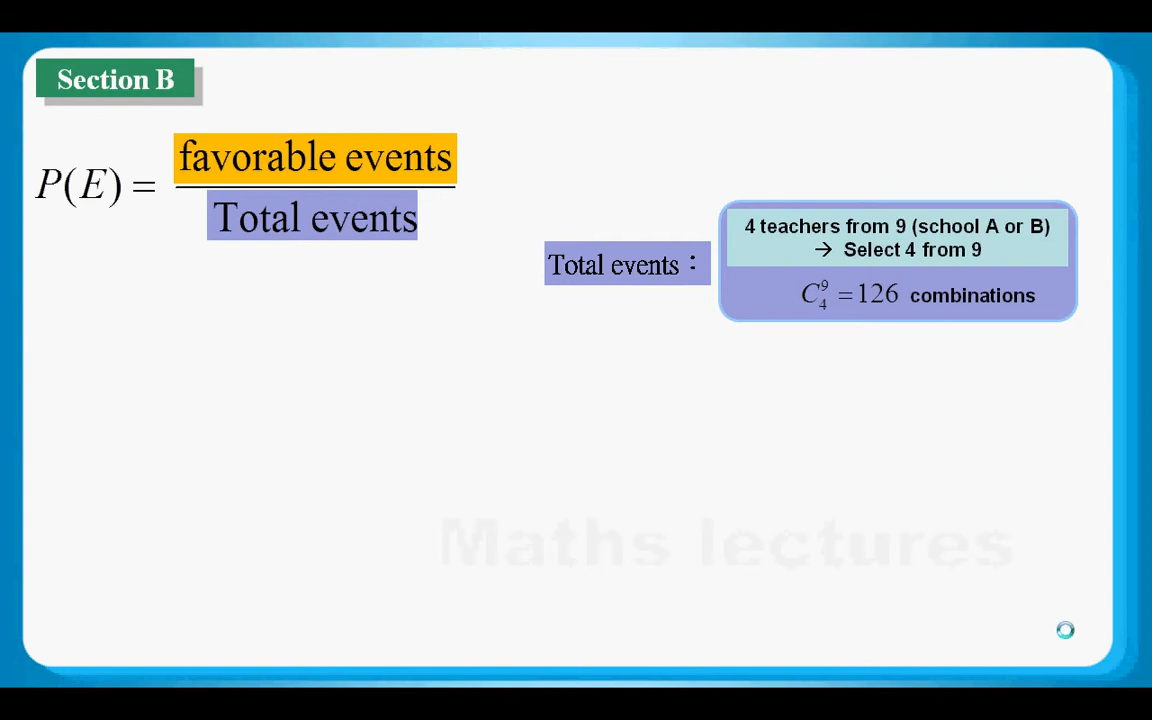 Section B
P(E) = favorable events
Total events
Total events :
4 teachers from 9 (school A or B)
→ Select 4 from 9
C⁹₄ = 126 combinations
Maths lectures